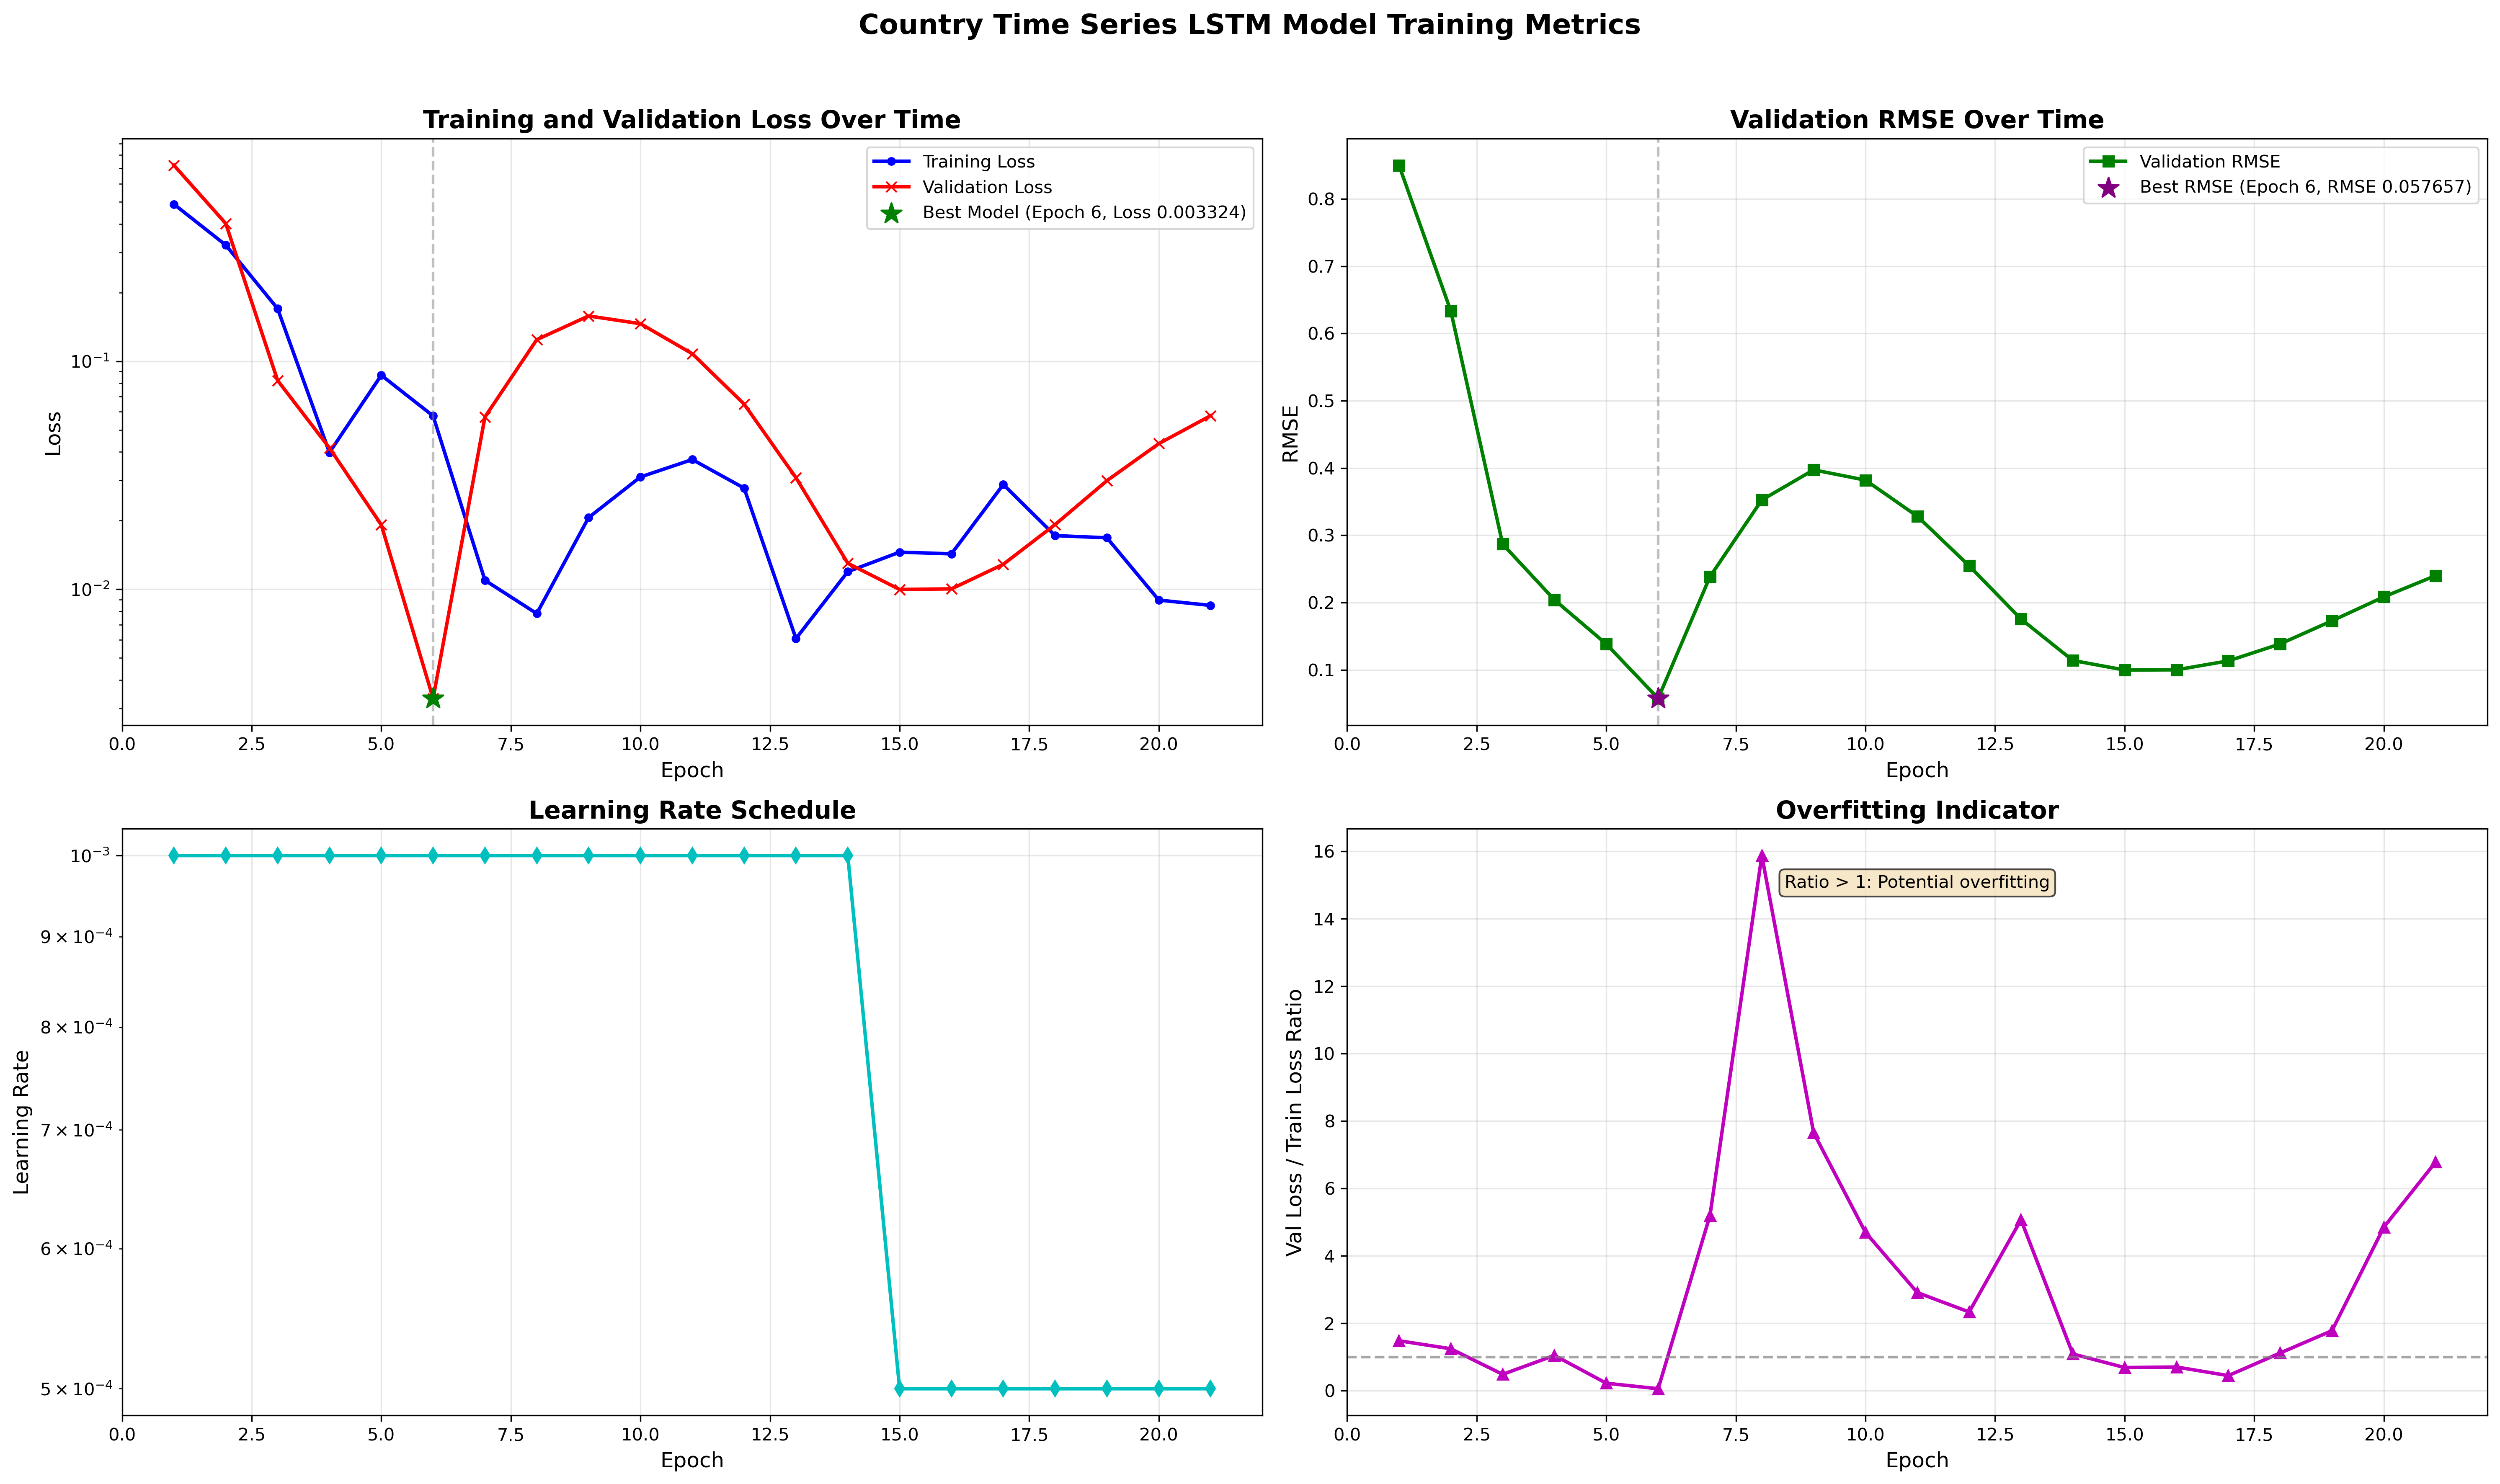 Country Time Series LSTM Model Training Metrics
Training and Validation Loss Over Time
Loss
10⁻¹
10⁻²
Training Loss
Validation Loss
Best Model (Epoch 6, Loss 0.003324)
0.0 2.5 5.0 7.5 10.0 12.5 15.0 17.5 20.0
Epoch
Validation RMSE Over Time
RMSE
0.8
0.7
0.6
0.5
0.4
0.3
0.2
0.1
Validation RMSE
Best RMSE (Epoch 6, RMSE 0.057657)
0.0 2.5 5.0 7.5 10.0 12.5 15.0 17.5 20.0
Epoch
Learning Rate Schedule
Learning Rate
10⁻³
9 × 10⁻⁴
8 × 10⁻⁴
7 × 10⁻⁴
6 × 10⁻⁴
5 × 10⁻⁴
0.0 2.5 5.0 7.5 10.0 12.5 15.0 17.5 20.0
Epoch
Overfitting Indicator
Val Loss / Train Loss Ratio
16
14
12
10
8
6
4
2
0
Ratio > 1: Potential overfitting
0.0 2.5 5.0 7.5 10.0 12.5 15.0 17.5 20.0
Epoch